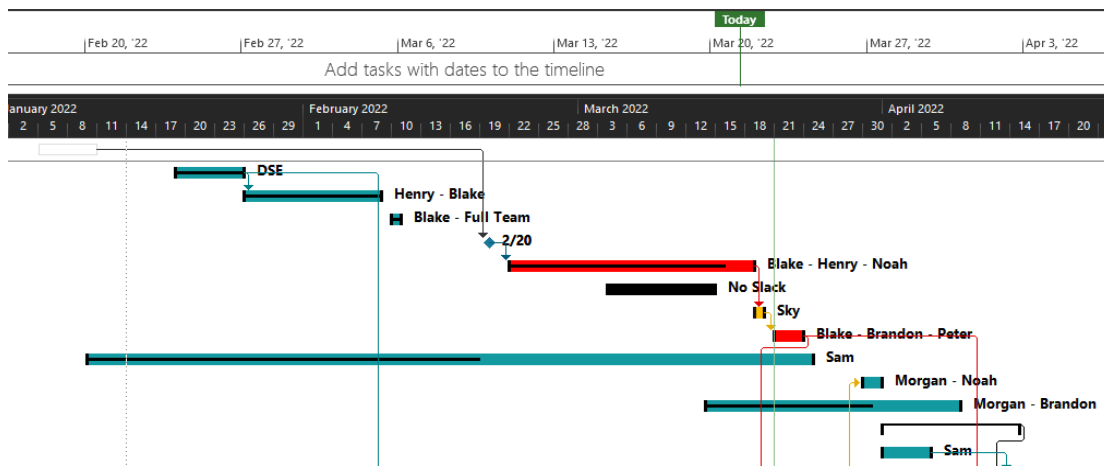 Today
Feb 20, '22 Feb 27, '22 Mar 6, '22 Mar 13, '22 Mar 20, '22 Mar 27, '22 Apr 3, '22
Add tasks with dates to the timeline
anuary 2022 February 2022 March 2022 April 2022
2 5 8 11 14 17 20 23 26 29 1 4 7 10 13 16 19 22 25 28 3 6 9 12 15 18 21 24 27 30 2 5 8 11 14 17 20
DSE
Henry - Blake
Blake - Full Team
2/20
Blake - Henry - Noah
No Slack
Sky
Blake - Brandon - Peter
Sam
Morgan - Noah
Morgan - Brandon
Sam